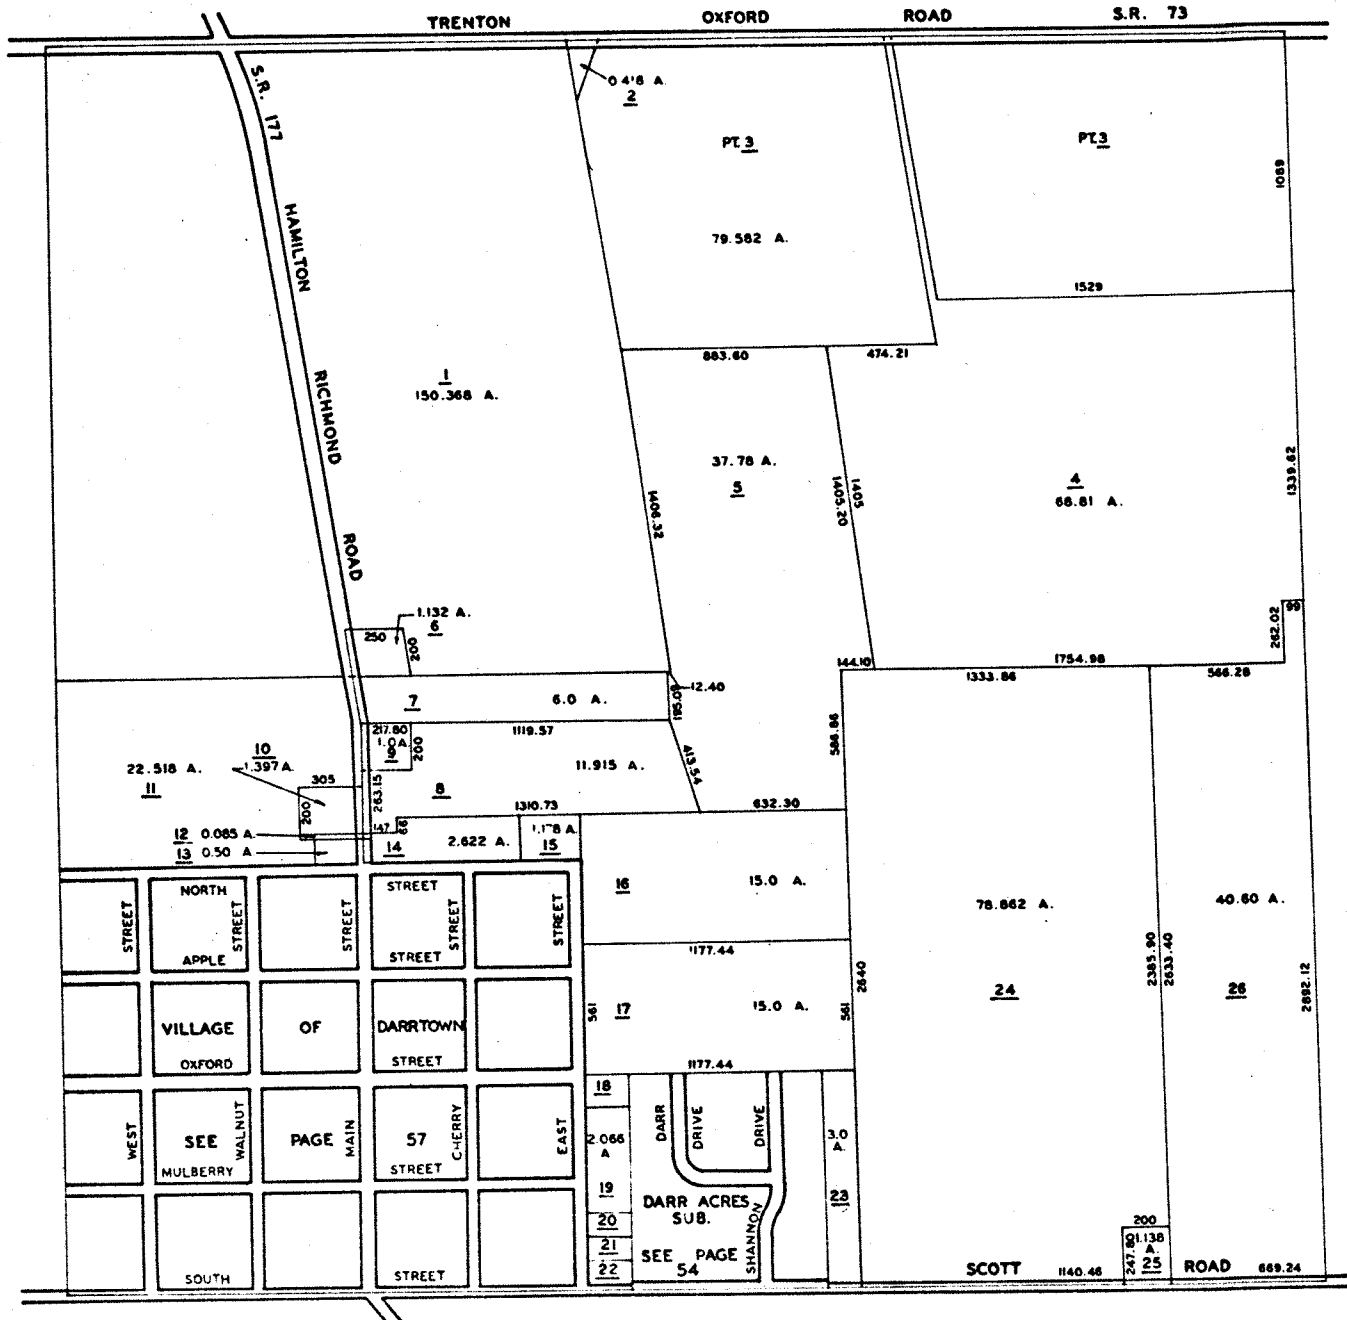 TRENTON OXFORD ROAD S.R. 73
S.R. 177
0.418 A.
2
PT. 3
PT. 3
1089
HAMILTON
79.582 A.
1529
883.60
474.21
1
150.368 A.
RICHMOND
37.78 A.
5
1406.32
1405.20
1405
4
68.81 A.
1339.62
ROAD
1.132 A.
6
250
200
99
262.02
144.10
1754.98
1333.86
566.28
12.40
7
6.0 A.
195.09
217.80
1.0 A.
200
1119.57
413.54
586.86
10
1.397 A.
22.518 A.
11
305
200
263.15
8
11.915 A.
1310.73
632.30
147
66
12 0.085 A.
13 0.50 A
14
2.622 A.
15
NORTH STREET
STREET
STREET
STREET
STREET
STREET
APPLE STREET
16
15.0 A.
1177.44
78.862 A.
40.60 A.
2640
2385.90
2633.40
24
26
2892.12
VILLAGE OF DARRTOWN
OXFORD STREET
561
17
15.0 A.
561
1177.44
18
WEST
SEE
WALNUT
PAGE
MAIN
57
CHERRY
EAST
MULBERRY STREET
2.066
A
19
DARR
DRIVE
DRIVE
3.0
A.
23
20
21
22
DARR ACRES
SUB.
SHANNON
SEE PAGE
54
SOUTH STREET
200
247.80
1.138
A.
25
SCOTT 1140.46 ROAD 669.24